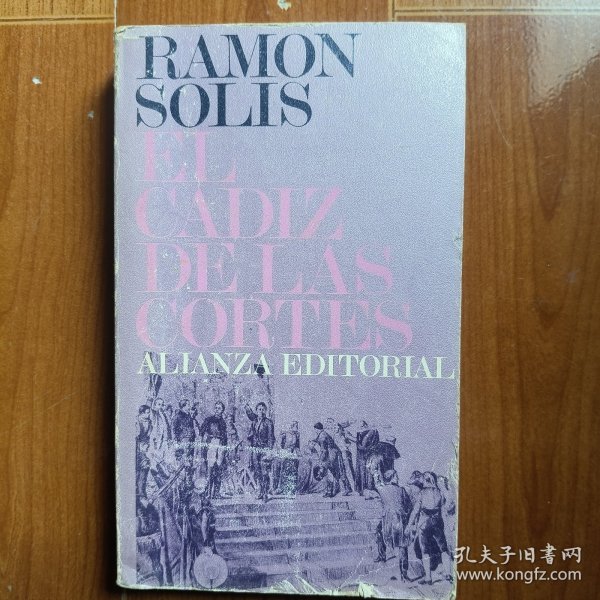 RAMON
SOLIS
EL
CADIZ
DE LAS
CORTES
ALIANZA EDITORIAL
孔夫子旧书网
www.kongfz.com